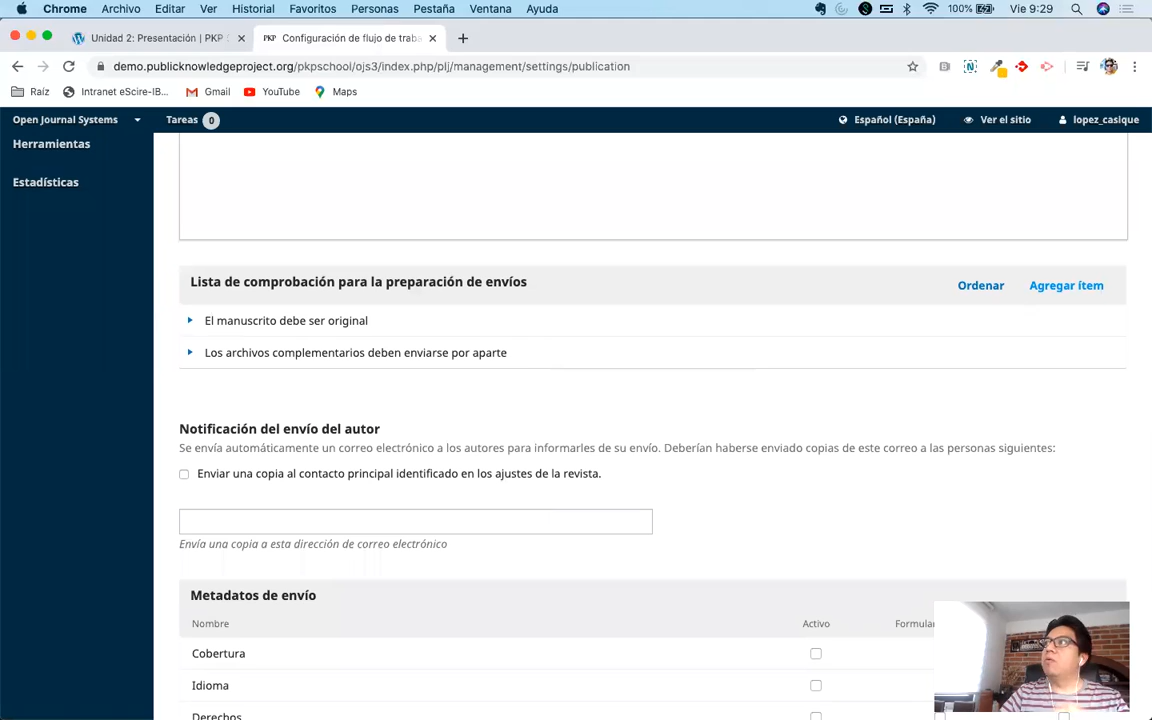 Chrome Archivo Editar Ver Historial Favoritos Personas Pestaña Ventana Ayuda 100% Vie 9:29
Unidad 2: Presentación | PKP Configuración de flujo de traba
demo.publicknowledgeproject.org/pkpschool/ojs3/index.php/plj/management/settings/publication
Raíz Intranet eScire-IB... Gmail YouTube Maps
Open Journal Systems Tareas 0 Español (España) Ver el sitio lopez_casique
Herramientas
Estadísticas
Lista de comprobación para la preparación de envíos Ordenar Agregar ítem
El manuscrito debe ser original
Los archivos complementarios deben enviarse por aparte
Notificación del envío del autor
Se envía automáticamente un correo electrónico a los autores para informarles de su envío. Deberían haberse enviado copias de este correo a las personas siguientes:
Enviar una copia al contacto principal identificado en los ajustes de la revista.
Envía una copia a esta dirección de correo electrónico
Metadatos de envío
Nombre Activo Formular
Cobertura
Idioma
Derechos